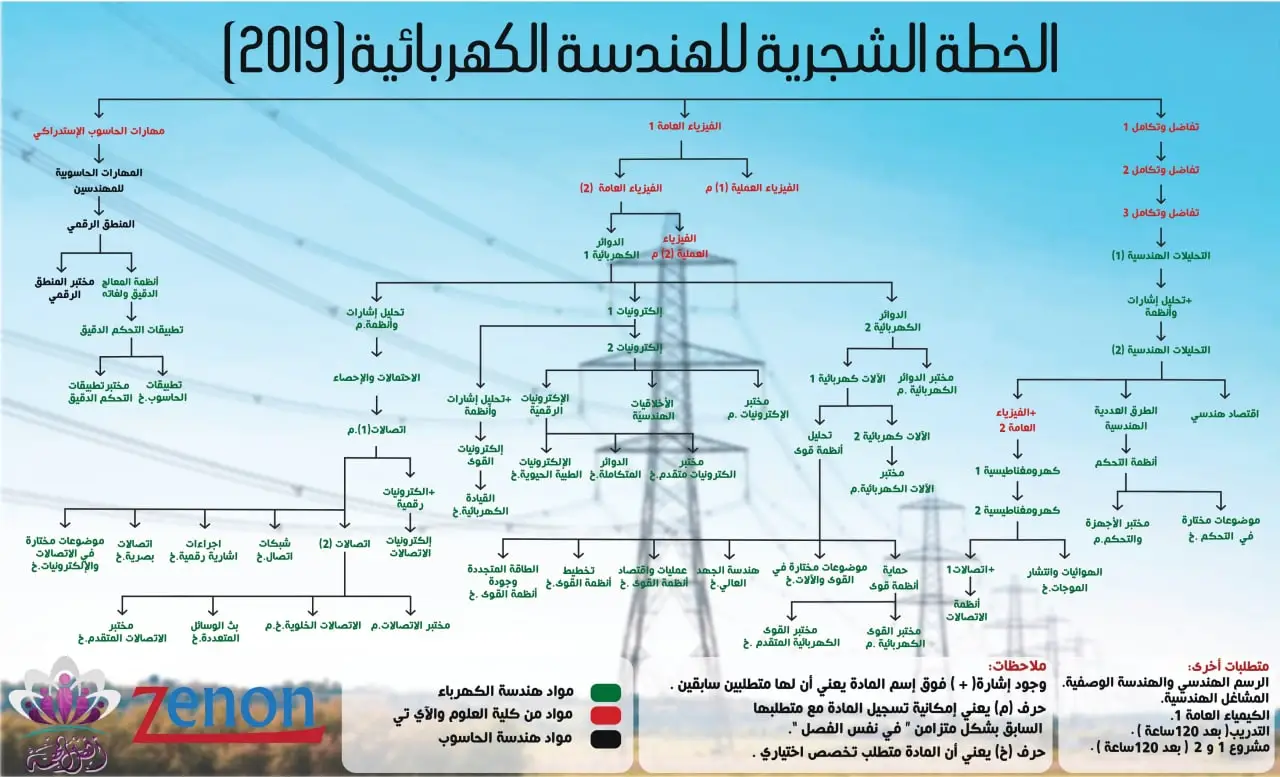 الخطة الشجرية للهندسة الكهربائية (2019)
تفاضل وتكامل 1
تفاضل وتكامل 2
تفاضل وتكامل 3
التحليلات الهندسية (1)
+تحليل إشارات
وأنظمة
التحليلات الهندسية (2)
اقتصاد هندسي
الطرق العددية
الهندسية
أنظمة التحكم
موضوعات مختارة
في التحكم .خ
مختبر الأجهزة
والتحكم.م
+الفيزياء
العامة 2
كهرومغناطيسية 1
كهرومغناطيسية 2
الهوائيات وانتشار
الموجات.خ
+اتصالات1
أنظمة
الاتصالات
الفيزياء العامة 1
الفيزياء العملية (1) م
الفيزياء العامة (2)
الفيزياء
العملية (2) م
الدوائر
الكهربائية 1
الدوائر
الكهربائية 2
مختبر الدوائر
الكهربائية .م
الآلات كهربائية 1
الآلات كهربائية 2
مختبر
الآلات الكهربائية.م
تحليل
أنظمة قوى
حماية
أنظمة قوى
موضوعات مختارة في
القوى والآلات.خ
هندسة الجهد
العالي.خ
عمليات واقتصاد
أنظمة القوى .خ
تخطيط
أنظمة القوى.خ
الطاقة المتجددة
وجودة
أنظمة القوى .خ
مختبر القوى
الكهربائية .م
مختبر القوى
الكهربائية المتقدم .خ
إلكترونيات 1
إلكترونيات 2
مختبر
الإكترونيات .م
الأخلاقيات
الهندسية
الإكترونيات
الرقمية
مختبر
الكترونيات متقدم.خ
الدوائر
المتكاملة.خ
الإلكترونيات
الطبية الحيوية.خ
+تحليل إشارات
وأنظمة
إلكترونيات
القوى
القيادة
الكهربائية.خ
تحليل إشارات
وأنظمة.م
الاحتمالات والإحصاء
اتصالات(1).م
+الكترونيات
رقمية
إلكترونيات
الاتصالات
اتصالات (2)
شبكات
اتصال.خ
اجراءات
اشارية رقمية.خ
اتصالات
بصرية.خ
موضوعات مختارة
في الاتصالات
والإلكترونيات.خ
مختبر الاتصالات.م
الاتصالات الخلوية.خ.م
بث الوسائل
المتعددة.خ
مختبر
الاتصالات المتقدم.خ
مهارات الحاسوب الإستدراكي
المهارات الحاسوبية
للمهندسين
المنطق الرقمي
أنظمة المعالج
الدقيق ولغاته
مختبر المنطق
الرقمي
تطبيقات التحكم الدقيق
تطبيقات
الحاسوب.خ
مختبر تطبيقات
التحكم الدقيق
متطلبات أخرى:
الرسم الهندسي والهندسة الوصفية.
المشاغل الهندسية.
الكيمياء العامة 1.
التدريب( بعد 120ساعة ).
مشروع 1 و 2 ( بعد 120ساعة ).
ملاحظات:
وجود إشارة( + ) فوق إسم المادة يعني أن لها متطلبين سابقين .
حرف (م) يعني إمكانية تسجيل المادة مع متطلبها
السابق بشكل متزامن " في نفس الفصل ".
حرف (خ) يعني أن المادة متطلب تخصص اختياري .
مواد هندسة الكهرباء
مواد من كلية العلوم والآي تي
مواد هندسة الحاسوب
Zenon